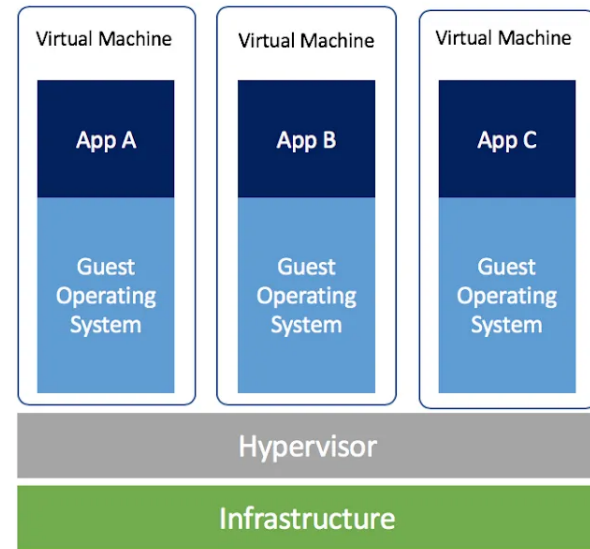 Virtual Machine
App A
Guest
Operating
System
Virtual Machine
App B
Guest
Operating
System
Virtual Machine
App C
Guest
Operating
System
Hypervisor
Infrastructure